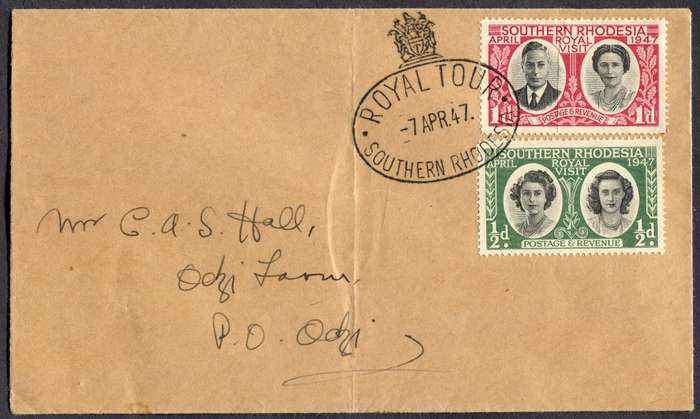 SOUTHERN RHODESIA
APRIL ROYAL VISIT 1947
1d POSTAGE & REVENUE 1d
ROYAL TOUR
-7 APR.47.
SOUTHERN RHODESIA
SOUTHERN RHODESIA
APRIL ROYAL VISIT 1947
½d. POSTAGE & REVENUE ½d.
Mr C. A. S. Hall,
Odzi Farm,
P. O. Odzi